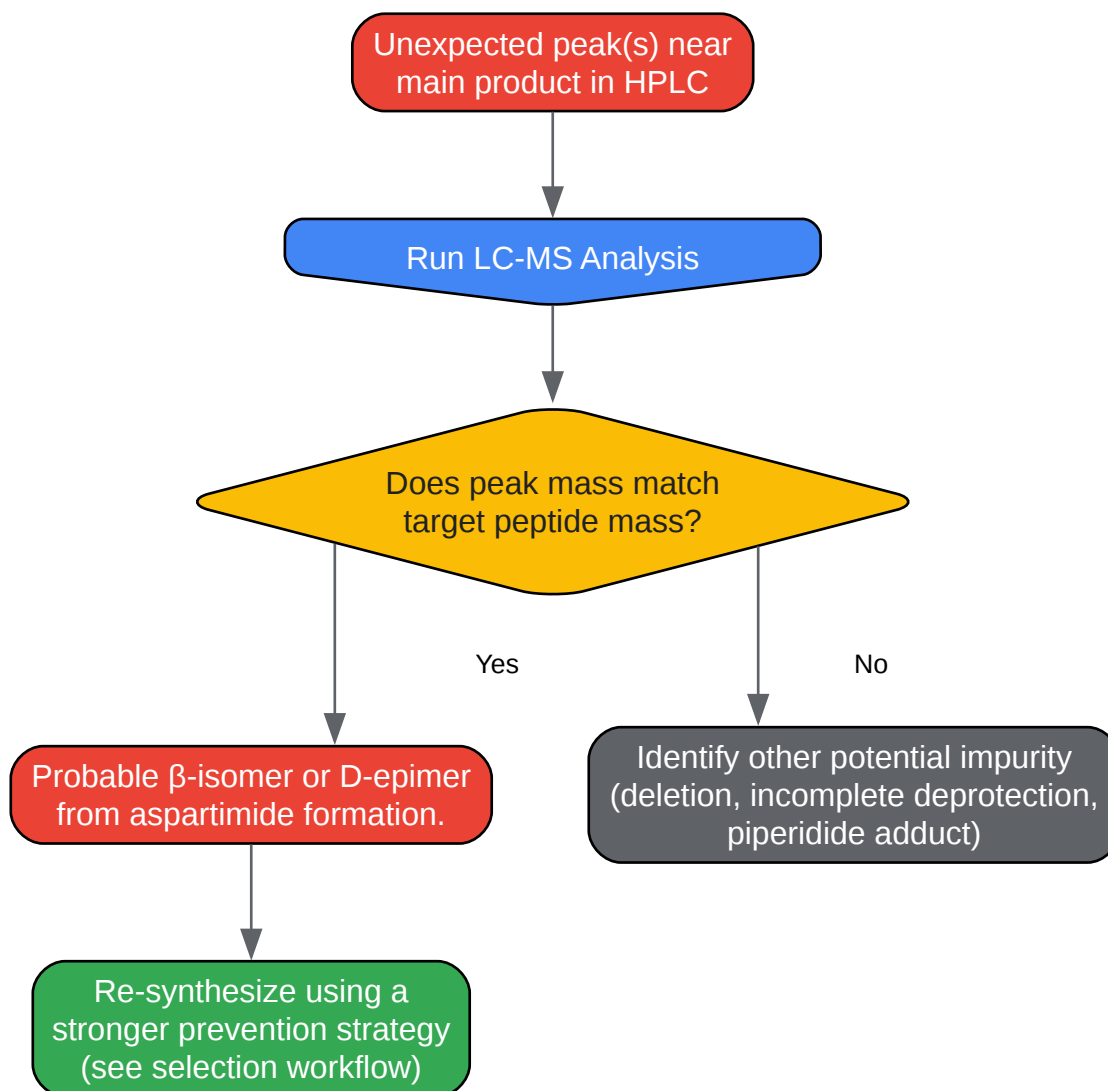 Unexpected peak(s) near
main product in HPLC
Run LC-MS Analysis
Does peak mass match
target peptide mass?
Yes
No
Probable β-isomer or D-epimer
from aspartimide formation.
Identify other potential impurity
(deletion, incomplete deprotection,
piperidide adduct)
Re-synthesize using a
stronger prevention strategy
(see selection workflow)